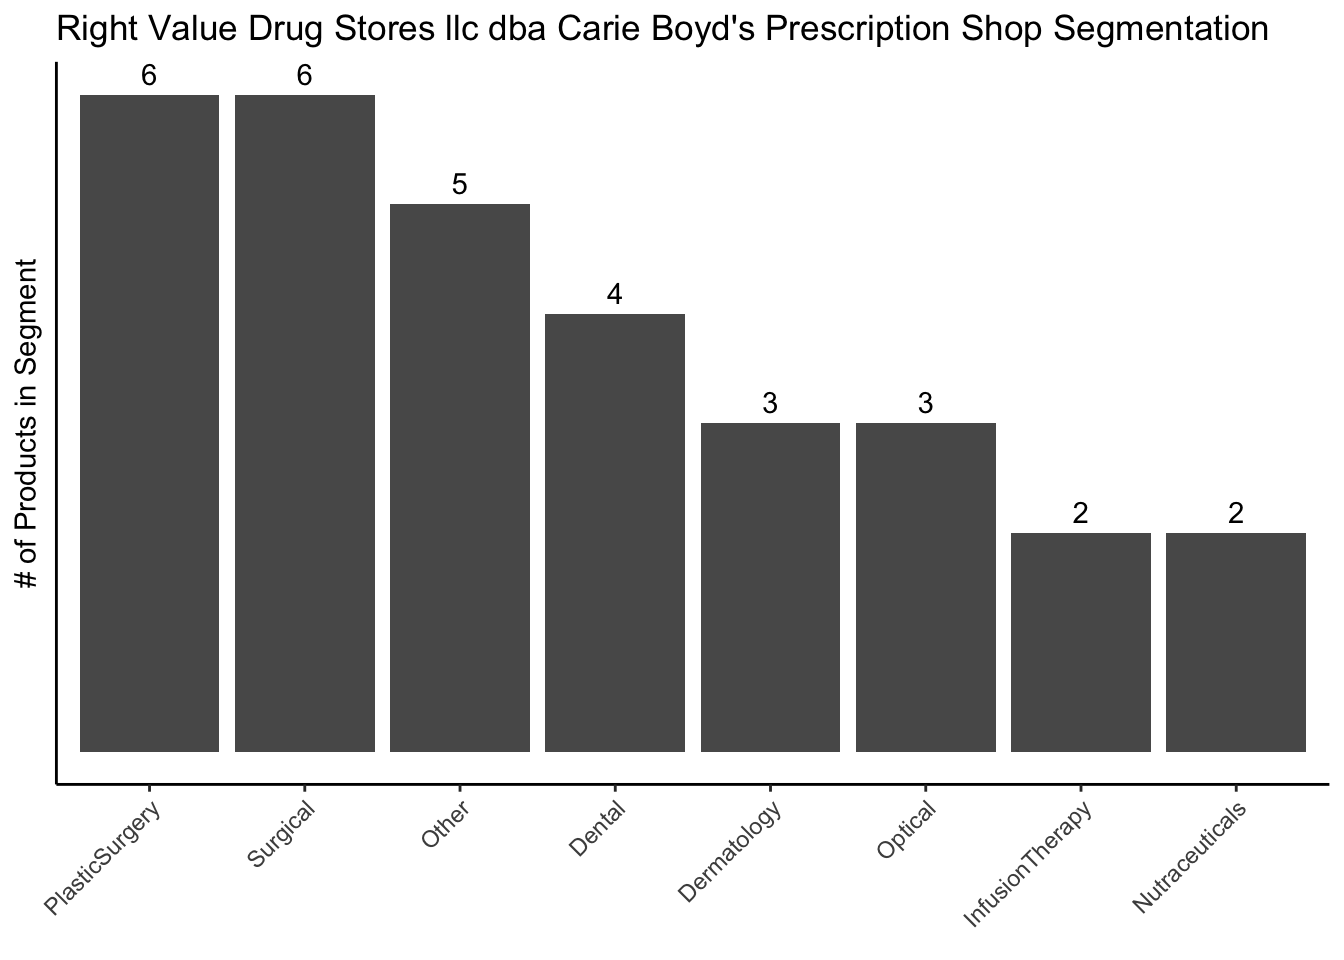 Right Value Drug Stores llc dba Carie Boyd's Prescription Shop Segmentation
# of Products in Segment
6
6
5
4
3
3
2
2
PlasticSurgery
Surgical
Other
Dental
Dermatology
Optical
InfusionTherapy
Nutraceuticals